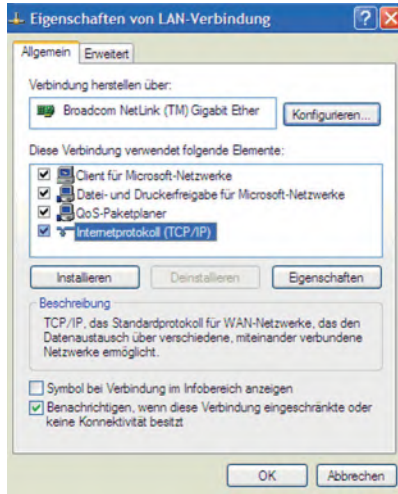 Eigenschaften von LAN-Verbindung
Allgemein Erweitert
Verbindung herstellen über:
Broadcom NetLink (TM) Gigabit Ether Konfigurieren...
Diese Verbindung verwendet folgende Elemente:
Client für Microsoft-Netzwerke
Datei- und Druckerfreigabe für Microsoft-Netzwerke
QoS-Paketplaner
Internetprotokoll (TCP/IP)
Installieren Deinstallieren Eigenschaften
Beschreibung
TCP/IP, das Standardprotokoll für WAN-Netzwerke, das den
Datenaustausch über verschiedene, miteinander verbundene
Netzwerke ermöglicht.
Symbol bei Verbindung im Infobereich anzeigen
Benachrichtigen, wenn diese Verbindung eingeschränkte oder
keine Konnektivität besitzt
OK Abbrechen